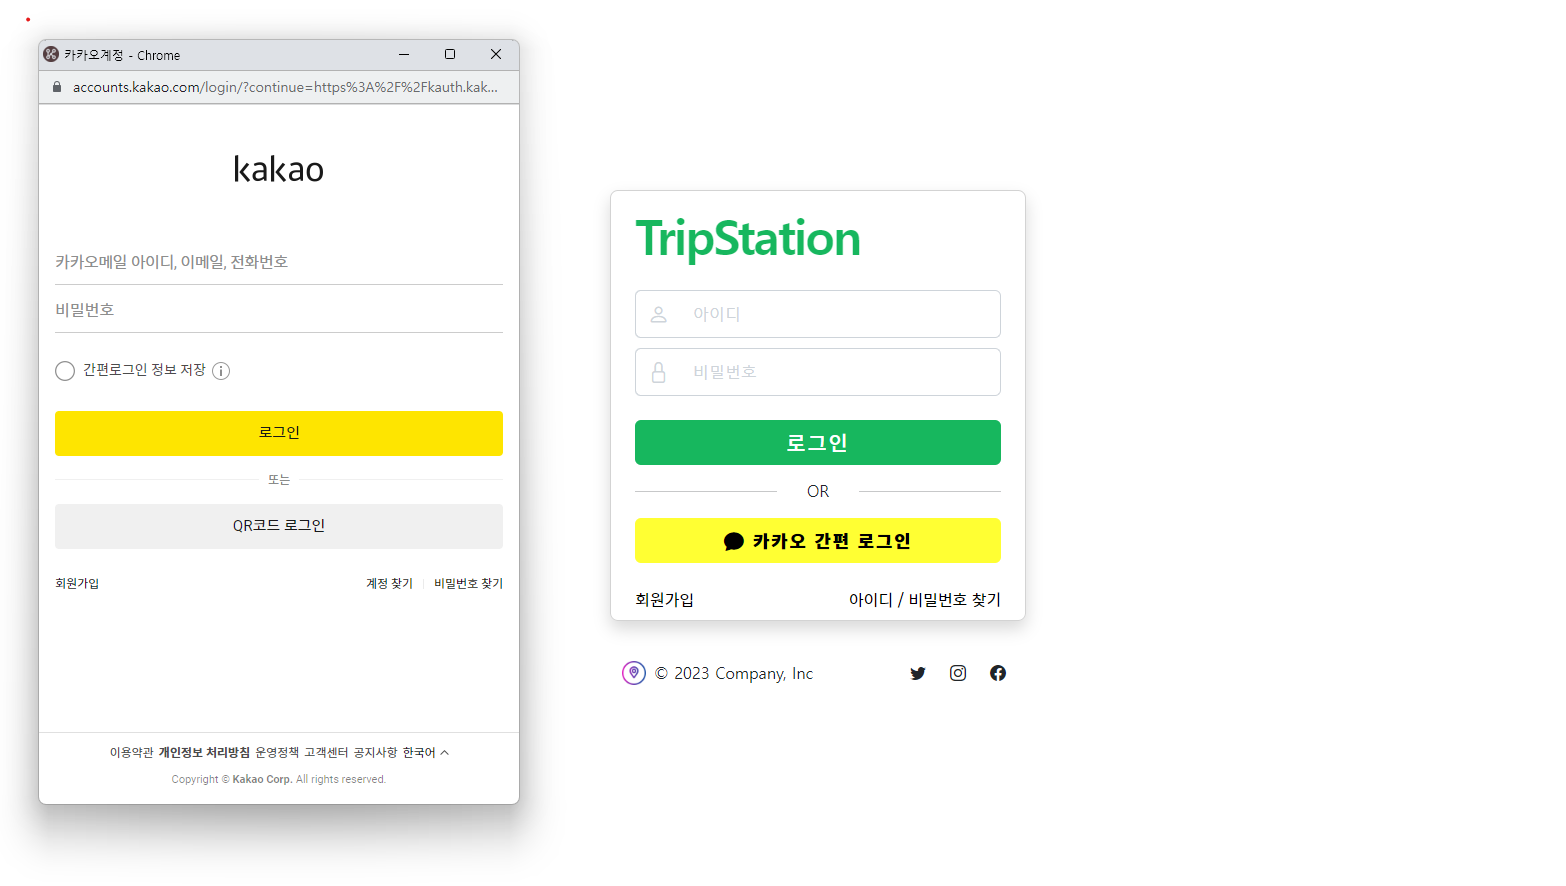 카카오계정 - Chrome
accounts.kakao.com/login/?continue=https%3A%2F%2Fkauth.kak...
kakao
카카오메일 아이디, 이메일, 전화번호
비밀번호
간편로그인 정보 저장
로그인
또는
QR코드 로그인
회원가입 계정 찾기 비밀번호 찾기
이용약관 개인정보 처리방침 운영정책 고객센터 공지사항 한국어
Copyright © Kakao Corp. All rights reserved.
TripStation
아이디
비밀번호
로그인
OR
카카오 간편 로그인
회원가입 아이디 / 비밀번호 찾기
© 2023 Company, Inc